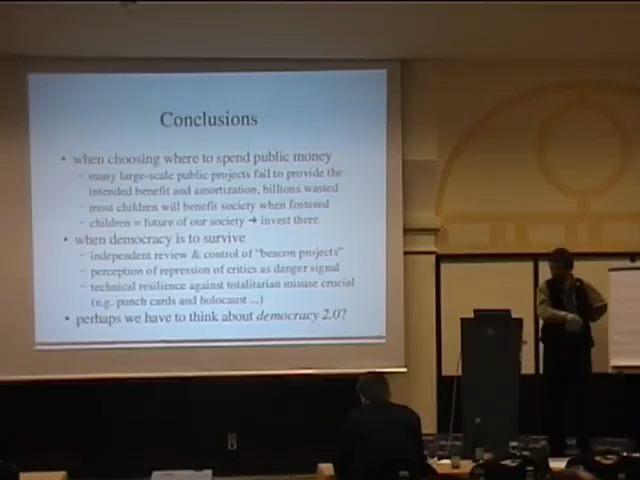 Conclusions
• when choosing where to spend public money
– many large-scale public projects fail to provide the
intended benefit and amortization, billions wasted
– most children will benefit society when fostered
– children = future of our society ➔ invest there
• when democracy is to survive
– independent review & control of "beacon projects"
– perception of repression of critics as danger signal
– technical resilience against totalitarian misuse crucial
(e.g. punch cards and holocaust ...)
• perhaps we have to think about democracy 2.0?